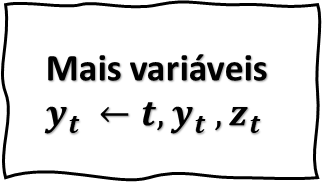 Mais variáveis
yₜ ← t, yₜ , zₜ